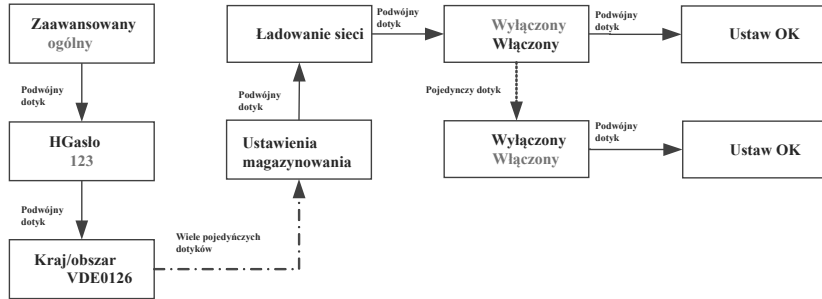 Zaawansowany
ogólny
Podwójny
dotyk
HGasło
123
Podwójny
dotyk
Kraj/obszar
VDE0126
Wiele pojedyńczych
dotyków
Ustawienia
magazynowania
Podwójny
dotyk
Ładowanie sieci
Podwójny
dotyk
Wyłączony
Włączony
Podwójny
dotyk
Ustaw OK
Pojedynczy dotyk
Wyłączony
Włączony
Podwójny
dotyk
Ustaw OK